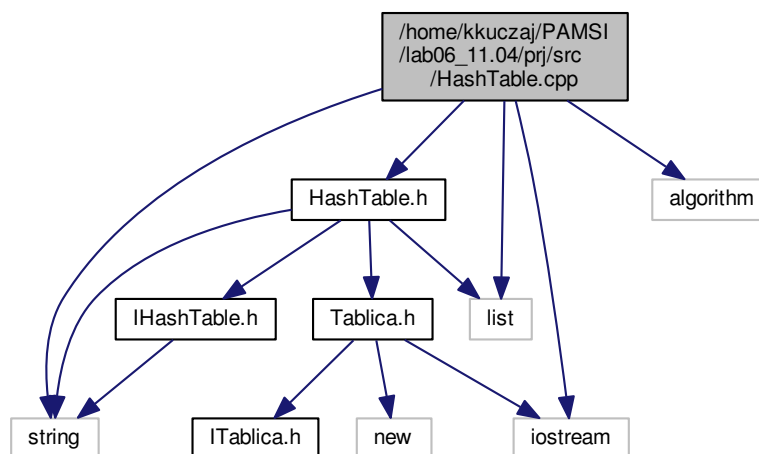 /home/kkuczaj/PAMSI
/lab06_11.04/prj/src
/HashTable.cpp
HashTable.h
algorithm
IHashTable.h
Tablica.h
list
string
ITablica.h
new
iostream